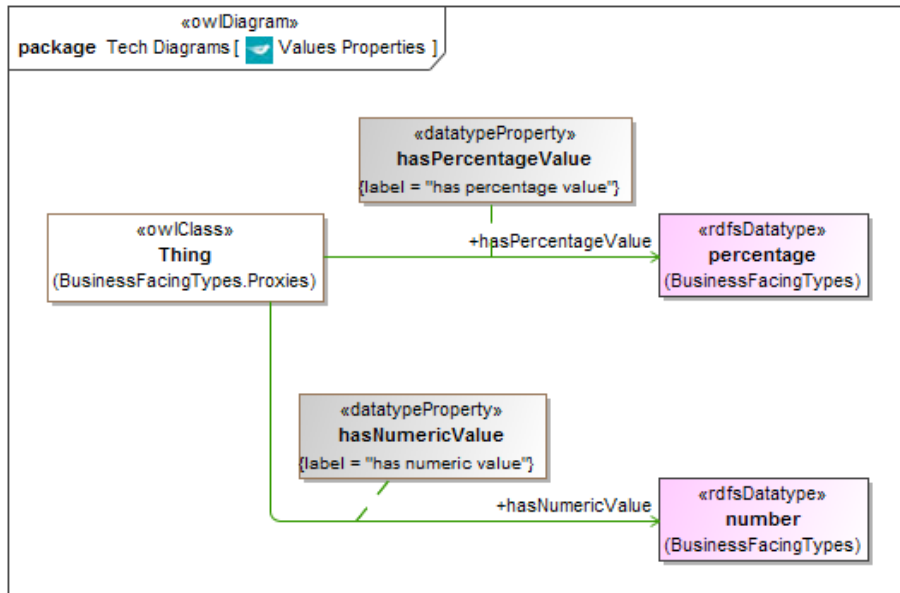 «owlDiagram»
package Tech Diagrams [ Values Properties ]
«datatypeProperty»
hasPercentageValue
{label = "has percentage value"}
«owlClass»
Thing
(BusinessFacingTypes.Proxies)
+hasPercentageValue
«rdfsDatatype»
percentage
(BusinessFacingTypes)
«datatypeProperty»
hasNumericValue
{label = "has numeric value"}
+hasNumericValue
«rdfsDatatype»
number
(BusinessFacingTypes)